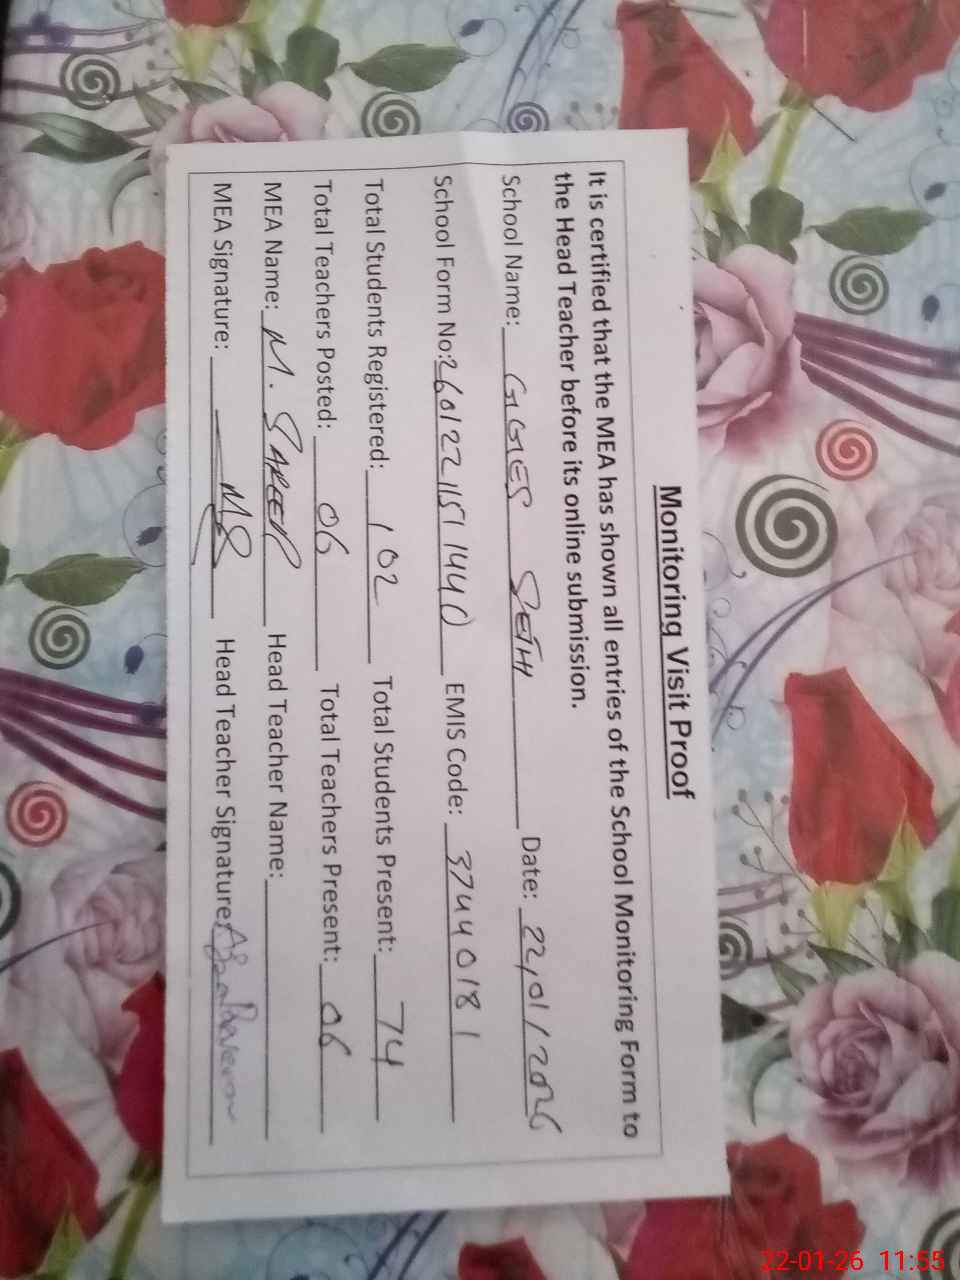 Monitoring Visit Proof
It is certified that the MEA has shown all entries of the School Monitoring Form to
the Head Teacher before its online submission.
School Name: GGES SETHI Date: 22/01/2026
School Form No: 26012211511440 EMIS Code: 37440181
Total Students Registered: 102 Total Students Present: 74
Total Teachers Posted: 06 Total Teachers Present: 06
MEA Name: M. Head Teacher Name:
MEA Signature: MS Head Teacher Signature:
22-01-26 11:55